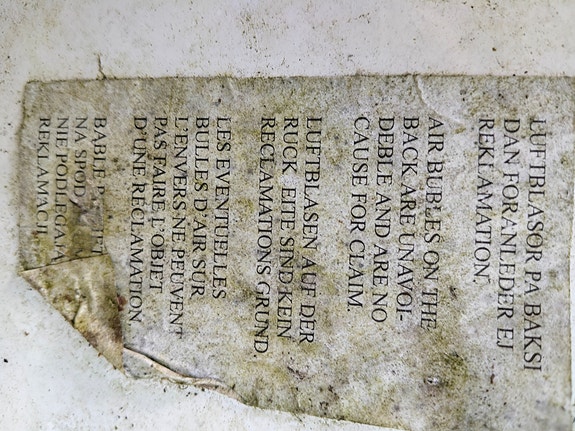 LUFTBLASOR PA BAKSI
DAN FORANLEDER EJ
REKLAMATION.
AIR BUBLES ON THE
BACK ARE UNAVOI-
DEBLE AND ARE NO
CAUSE FOR CLAIM.
LUFTBLASEN AUF DER
RUCK EITE SIND KEIN
RECLAMATIONS GRUND.
LES EVENTUELLES
BULLES D'AIR SUR
L'ENVERS NE PEUVENT
PAS FAIRE L'OBJET
D'UNE RECLAMATION.
BABLE
NA SPOD
NIE PODLEGAJA
REKLAMACJI.